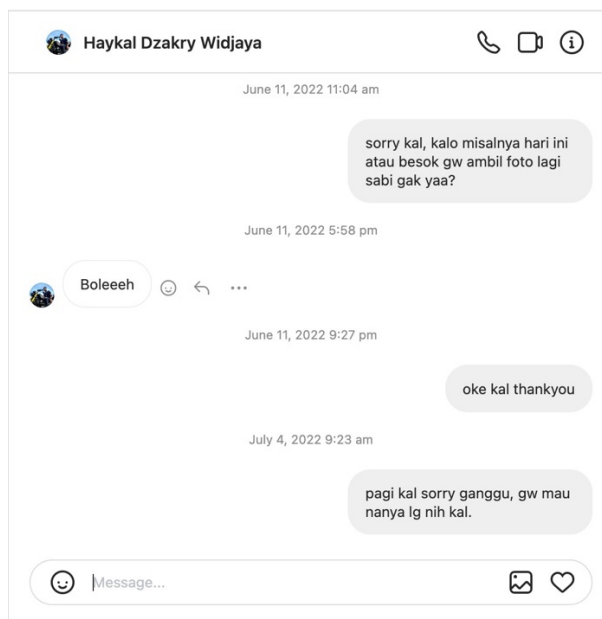 Haykal Dzakry Widjaya
June 11, 2022 11:04 am
sorry kal, kalo misalnya hari ini
atau besok gw ambil foto lagi
sabi gak yaa?
June 11, 2022 5:58 pm
Boleeeh
June 11, 2022 9:27 pm
oke kal thankyou
July 4, 2022 9:23 am
pagi kal sorry ganggu, gw mau
nanya lg nih kal.
Message...